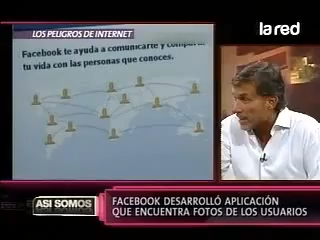 LOS PELIGROS DE INTERNET
la red
Facebook te ayuda a comunicarte y compartir
tu vida con las personas que conoces.
ASI SOMOS
FACEBOOK DESARROLLÓ APLICACIÓN
QUE ENCUENTRA FOTOS DE LOS USUARIOS